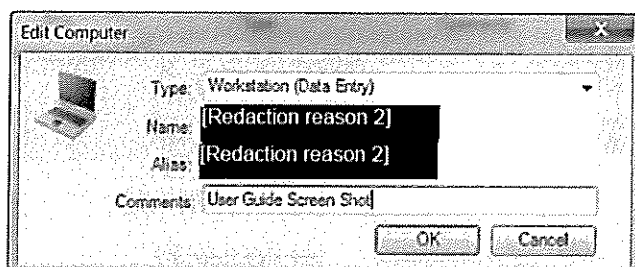 Edit Computer
Type: Workstation (Data Entry)
Name: [Redaction reason 2]
Alias: [Redaction reason 2]
Comments: User Guide Screen Shot
OK Cancel